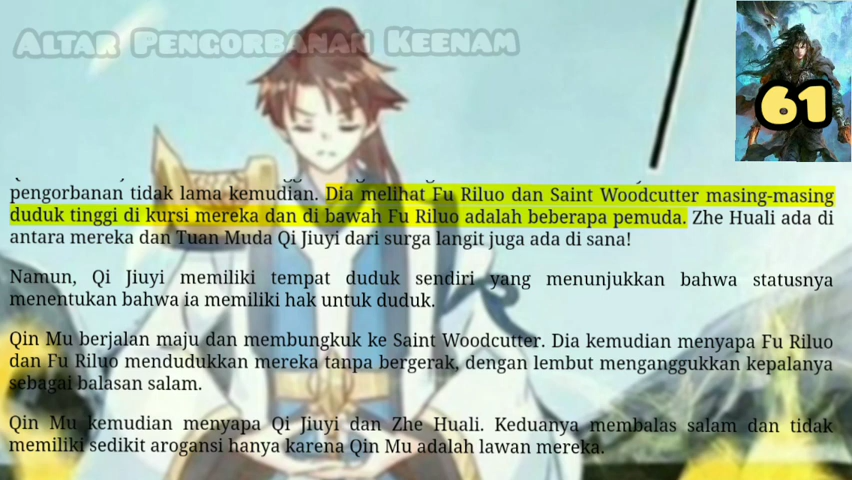 Altar Pengorbanan Keenam
61
pengorbanan tidak lama kemudian. Dia melihat Fu Riluo dan Saint Woodcutter masing-masing
duduk tinggi di kursi mereka dan di bawah Fu Riluo adalah beberapa pemuda. Zhe Huali ada di
antara mereka dan Tuan Muda Qi Jiuyi dari surga langit juga ada di sana!
Namun, Qi Jiuyi memiliki tempat duduk sendiri yang menunjukkan bahwa statusnya
menentukan bahwa ia memiliki hak untuk duduk.
Qin Mu berjalan maju dan membungkuk ke Saint Woodcutter. Dia kemudian menyapa Fu Riluo
dan Fu Riluo mendudukkan mereka tanpa bergerak, dengan lembut menganggukkan kepalanya
sebagai balasan salam.
Qin Mu kemudian menyapa Qi Jiuyi dan Zhe Huali. Keduanya membalas salam dan tidak
memiliki sedikit arogansi hanya karena Qin Mu adalah lawan mereka.